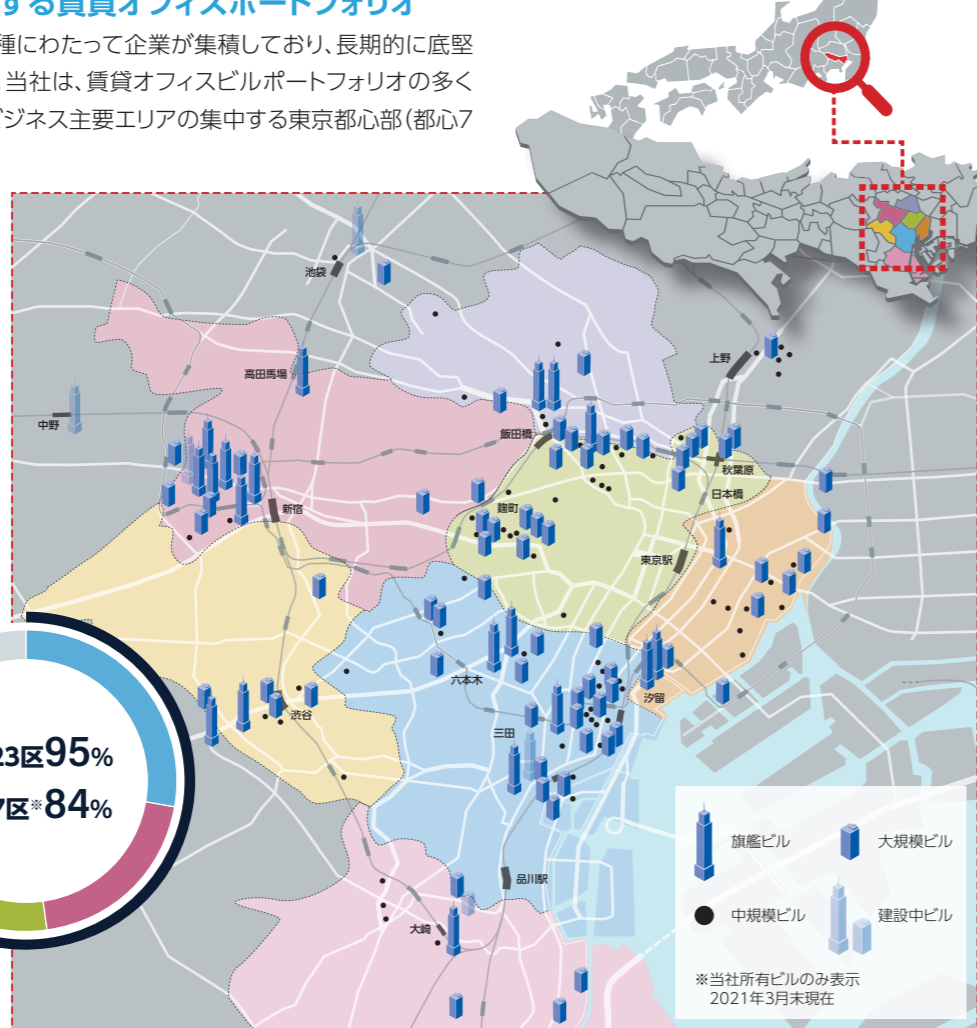 する賃貸オフィスポートフォリオ
種にわたって企業が集積しており、長期的に底堅
当社は、賃貸オフィスビルポートフォリオの多く
ビジネス主要エリアの集中する東京都心部(都心7
池袋
高田馬場
上野
中野
飯田橋
秋葉原
日本橋
新宿
麹町
東京駅
六本木
汐留
渋谷
三田
23区95%
7区※84%
品川駅
大崎
旗艦ビル
大規模ビル
中規模ビル
建設中ビル
※当社所有ビルのみ表示
2021年3月末現在